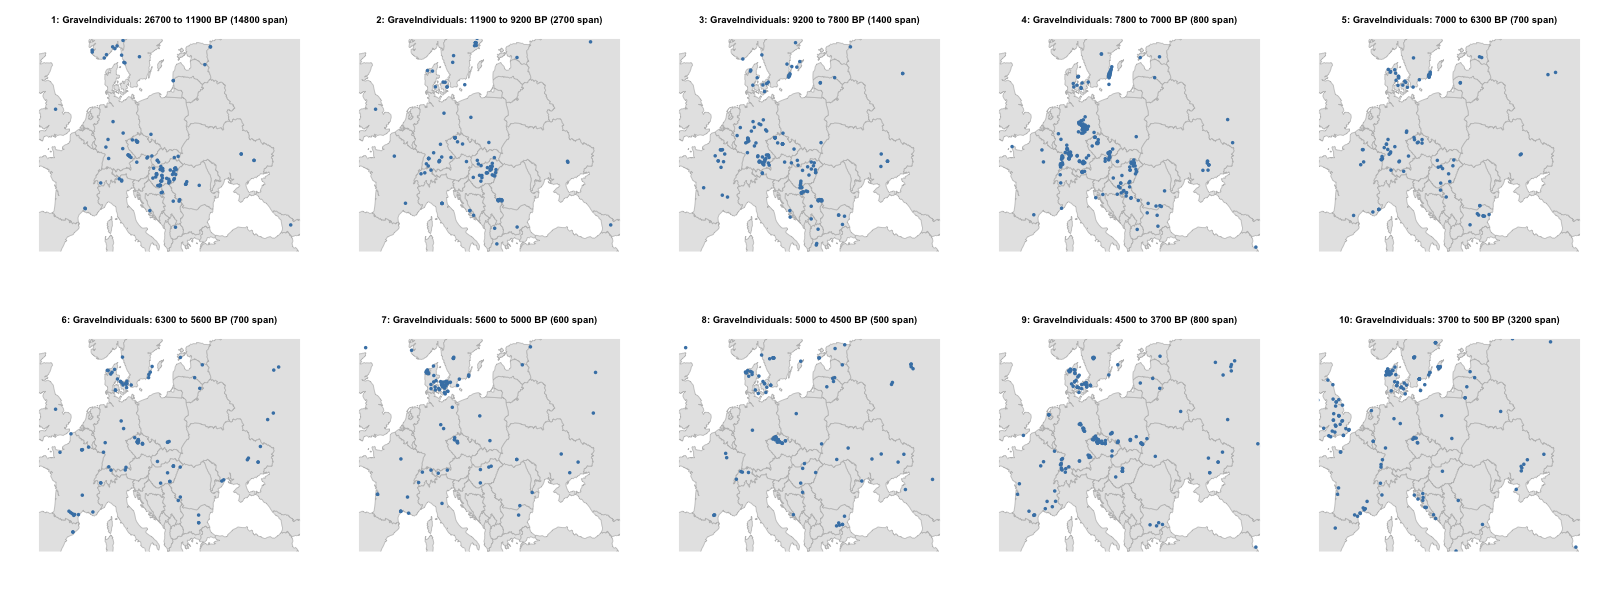 1: GraveIndividuals: 26700 to 11900 BP (14800 span)
2: GraveIndividuals: 11900 to 9200 BP (2700 span)
3: GraveIndividuals: 9200 to 7800 BP (1400 span)
4: GraveIndividuals: 7800 to 7000 BP (800 span)
5: GraveIndividuals: 7000 to 6300 BP (700 span)
6: GraveIndividuals: 6300 to 5600 BP (700 span)
7: GraveIndividuals: 5600 to 5000 BP (600 span)
8: GraveIndividuals: 5000 to 4500 BP (500 span)
9: GraveIndividuals: 4500 to 3700 BP (800 span)
10: GraveIndividuals: 3700 to 500 BP (3200 span)